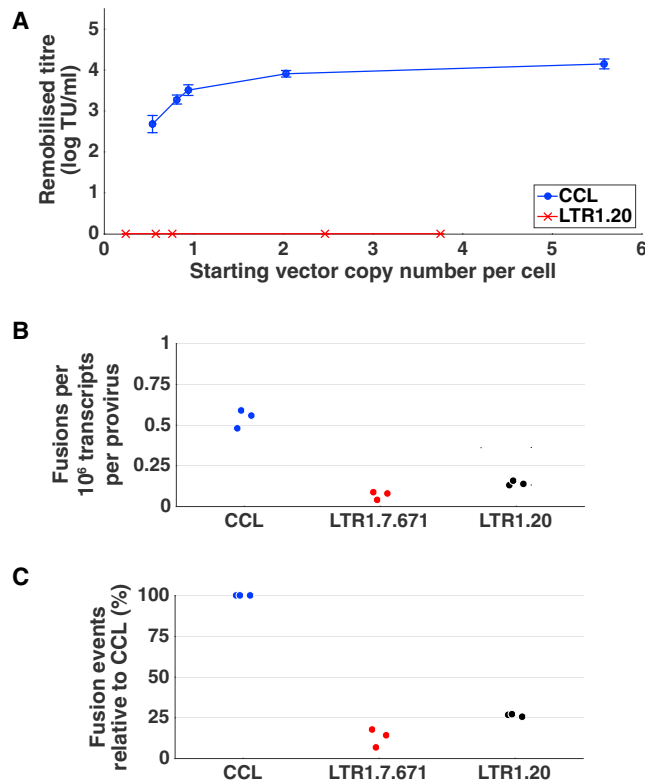 A
Remobilised titre
(log TU/ml)
5
4
3
2
1
0
0 1 2 3 4 5 6
Starting vector copy number per cell
CCL
LTR1.20
B
Fusions per
10⁶ transcripts
per provirus
1
0.75
0.5
0.25
0
CCL LTR1.7.671 LTR1.20
C
Fusion events
relative to CCL (%)
100
75
50
25
0
CCL LTR1.7.671 LTR1.20